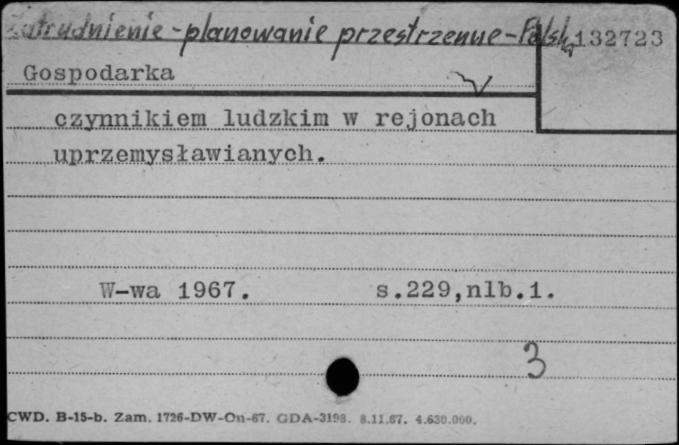 Zatrudnienie - planowanie przestrzenne - Polska 132723
Gospodarka
czynnikiem ludzkim w rejonach
uprzemysławianych.
W-wa 1967. s.229,nlb.1.
3
CWD. B-15-b. Zam. 1726-DW-On-67. GDA-3198. 8.11.67. 4.630.000.